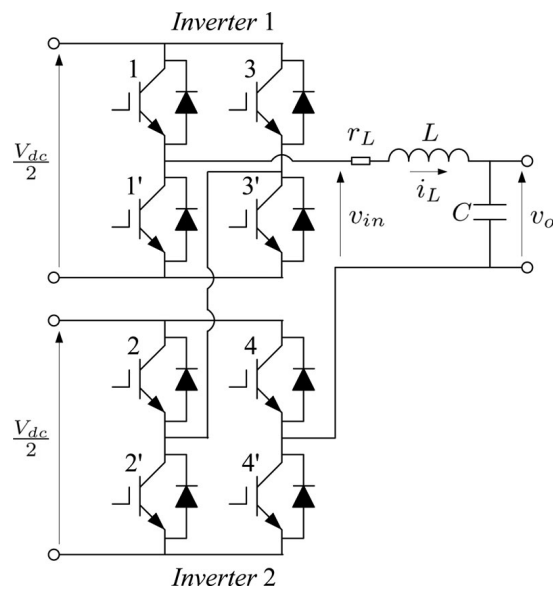 Inverter 1
1
3
V_dc/2
r_L
L
i_L
1'
3'
v_in
C
v_o
2
4
V_dc/2
2'
4'
Inverter 2